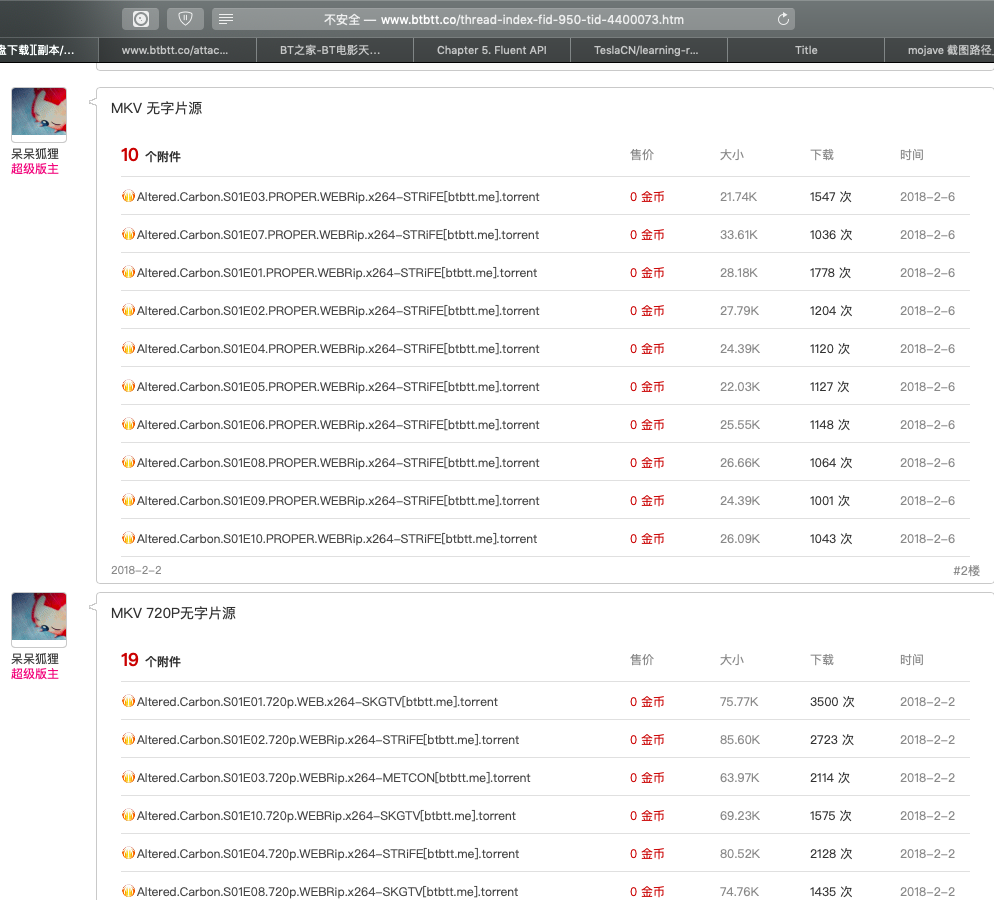 不安全 — www.btbtt.co/thread-index-fid-950-tid-4400073.htm
盘下载][副本/... www.btbtt.co/attac... BT之家-BT电影天... Chapter 5. Fluent API TeslaCN/learning-r... Title mojave 截图路径
呆呆狐狸
超级版主
MKV 无字片源
10 个附件 售价 大小 下载 时间
Altered.Carbon.S01E03.PROPER.WEBRip.x264-STRiFE[btbtt.me].torrent 0 金币 21.74K 1547 次 2018-2-6
Altered.Carbon.S01E07.PROPER.WEBRip.x264-STRiFE[btbtt.me].torrent 0 金币 33.61K 1036 次 2018-2-6
Altered.Carbon.S01E01.PROPER.WEBRip.x264-STRiFE[btbtt.me].torrent 0 金币 28.18K 1778 次 2018-2-6
Altered.Carbon.S01E02.PROPER.WEBRip.x264-STRiFE[btbtt.me].torrent 0 金币 27.79K 1204 次 2018-2-6
Altered.Carbon.S01E04.PROPER.WEBRip.x264-STRiFE[btbtt.me].torrent 0 金币 24.39K 1120 次 2018-2-6
Altered.Carbon.S01E05.PROPER.WEBRip.x264-STRiFE[btbtt.me].torrent 0 金币 22.03K 1127 次 2018-2-6
Altered.Carbon.S01E06.PROPER.WEBRip.x264-STRiFE[btbtt.me].torrent 0 金币 25.55K 1148 次 2018-2-6
Altered.Carbon.S01E08.PROPER.WEBRip.x264-STRiFE[btbtt.me].torrent 0 金币 26.66K 1064 次 2018-2-6
Altered.Carbon.S01E09.PROPER.WEBRip.x264-STRiFE[btbtt.me].torrent 0 金币 24.39K 1001 次 2018-2-6
Altered.Carbon.S01E10.PROPER.WEBRip.x264-STRiFE[btbtt.me].torrent 0 金币 26.09K 1043 次 2018-2-6
2018-2-2 #2楼
呆呆狐狸
超级版主
MKV 720P无字片源
19 个附件 售价 大小 下载 时间
Altered.Carbon.S01E01.720p.WEB.x264-SKGTV[btbtt.me].torrent 0 金币 75.77K 3500 次 2018-2-2
Altered.Carbon.S01E02.720p.WEBRip.x264-STRiFE[btbtt.me].torrent 0 金币 85.60K 2723 次 2018-2-2
Altered.Carbon.S01E03.720p.WEBRip.x264-METCON[btbtt.me].torrent 0 金币 63.97K 2114 次 2018-2-2
Altered.Carbon.S01E10.720p.WEBRip.x264-SKGTV[btbtt.me].torrent 0 金币 69.23K 1575 次 2018-2-2
Altered.Carbon.S01E04.720p.WEBRip.x264-STRiFE[btbtt.me].torrent 0 金币 80.52K 2128 次 2018-2-2
Altered.Carbon.S01E08.720p.WEBRip.x264-SKGTV[btbtt.me].torrent 0 金币 74.76K 1435 次 2018-2-2